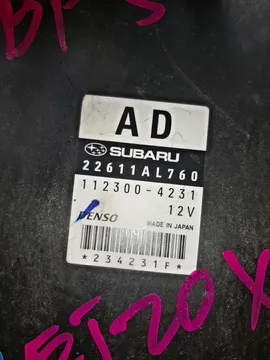 BP5
AD
SUBARU
22611AL760
112300-4231
12V
DENSO
MADE IN JAPAN
*234231F*
EJ20X